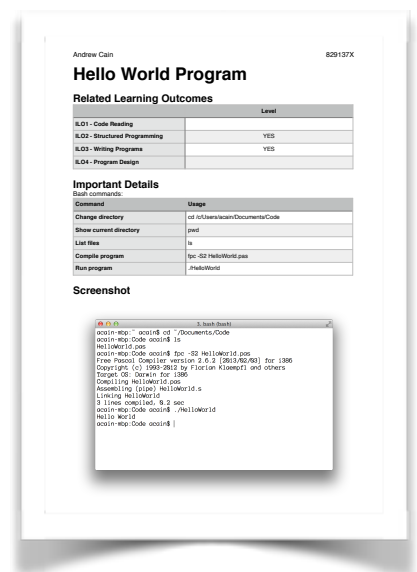 Andrew Cain 829137X
Hello World Program
Related Learning Outcomes
Level
ILO1 - Code Reading
ILO2 - Structured Programming YES
ILO3 - Writing Programs YES
ILO4 - Program Design
Important Details
Bash commands:
Command Usage
Change directory cd /c/Users/acain/Documents/Code
Show current directory pwd
List files ls
Compile program fpc -S2 HelloWorld.pas
Run program ./HelloWorld
Screenshot
3. bash (bash)
acain-mbp:~ acain$ cd ~/Documents/Code
acain-mbp:Code acain$ ls
HelloWorld.pas
acain-mbp:Code acain$ fpc -S2 HelloWorld.pas
Free Pascal Compiler version 2.6.2 [2013/02/03] for i386
Copyright (c) 1993-2012 by Florian Klaempfl and others
Target OS: Darwin for i386
Compiling HelloWorld.pas
Assembling (pipe) HelloWorld.s
Linking HelloWorld
3 lines compiled, 0.2 sec
acain-mbp:Code acain$ ./HelloWorld
Hello World
acain-mbp:Code acain$